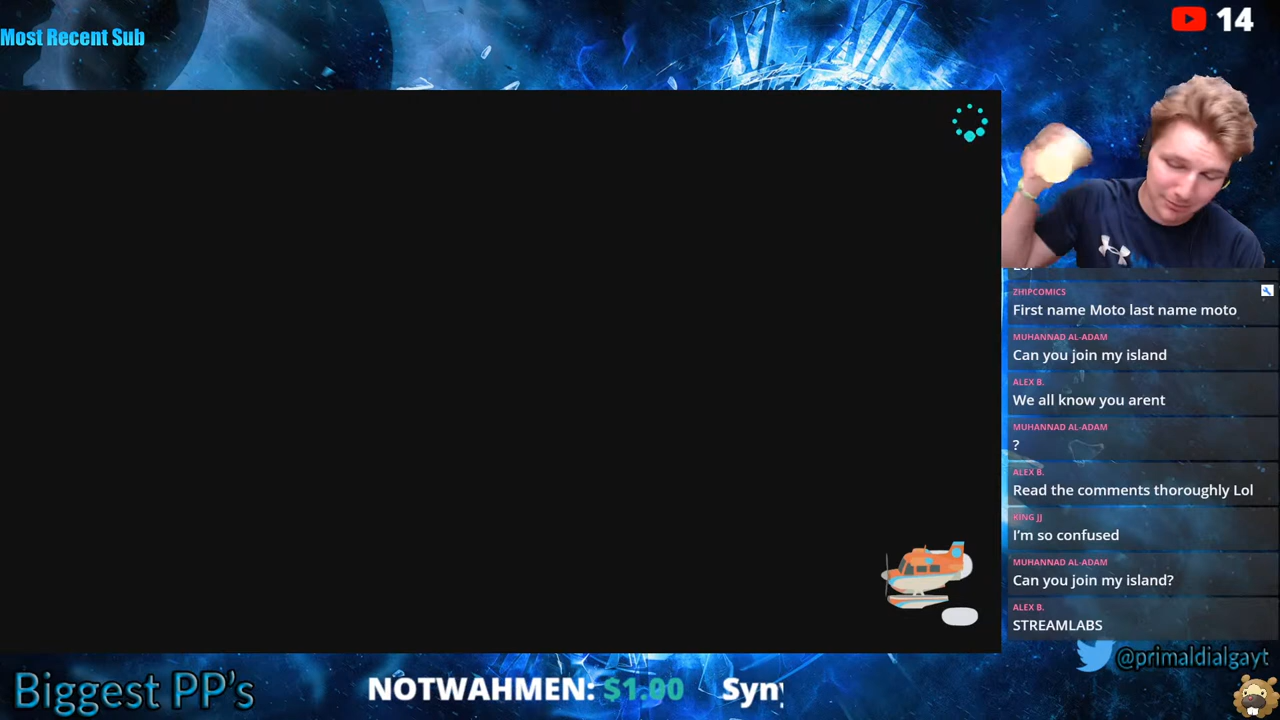 Most Recent Sub
14
ZHIPCOMICS
First name Moto last name moto
MUHANNAD AL-ADAM
Can you join my island
ALEX B.
We all know you arent
MUHANNAD AL-ADAM
?
ALEX B.
Read the comments thoroughly Lol
KING JJ
I'm so confused
MUHANNAD AL-ADAM
Can you join my island?
ALEX B.
STREAMLABS
@primaldialgayt
Biggest PP's
NOTWAHMEN: $1.00 Syn